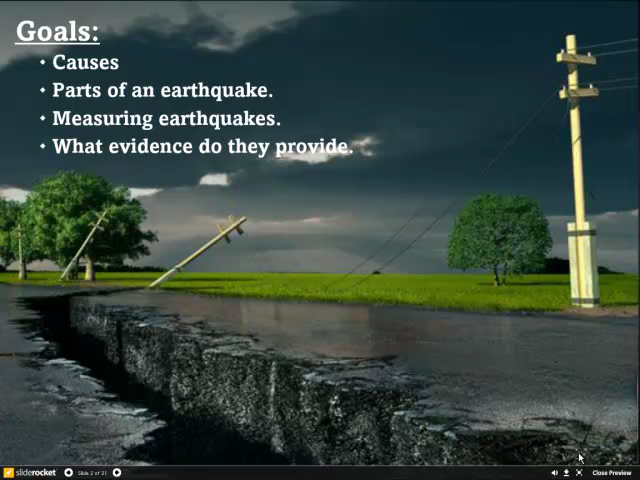 Goals:
• Causes
• Parts of an earthquake.
• Measuring earthquakes.
• What evidence do they provide.
sliderocket
Slide 2 of 21
Close Preview